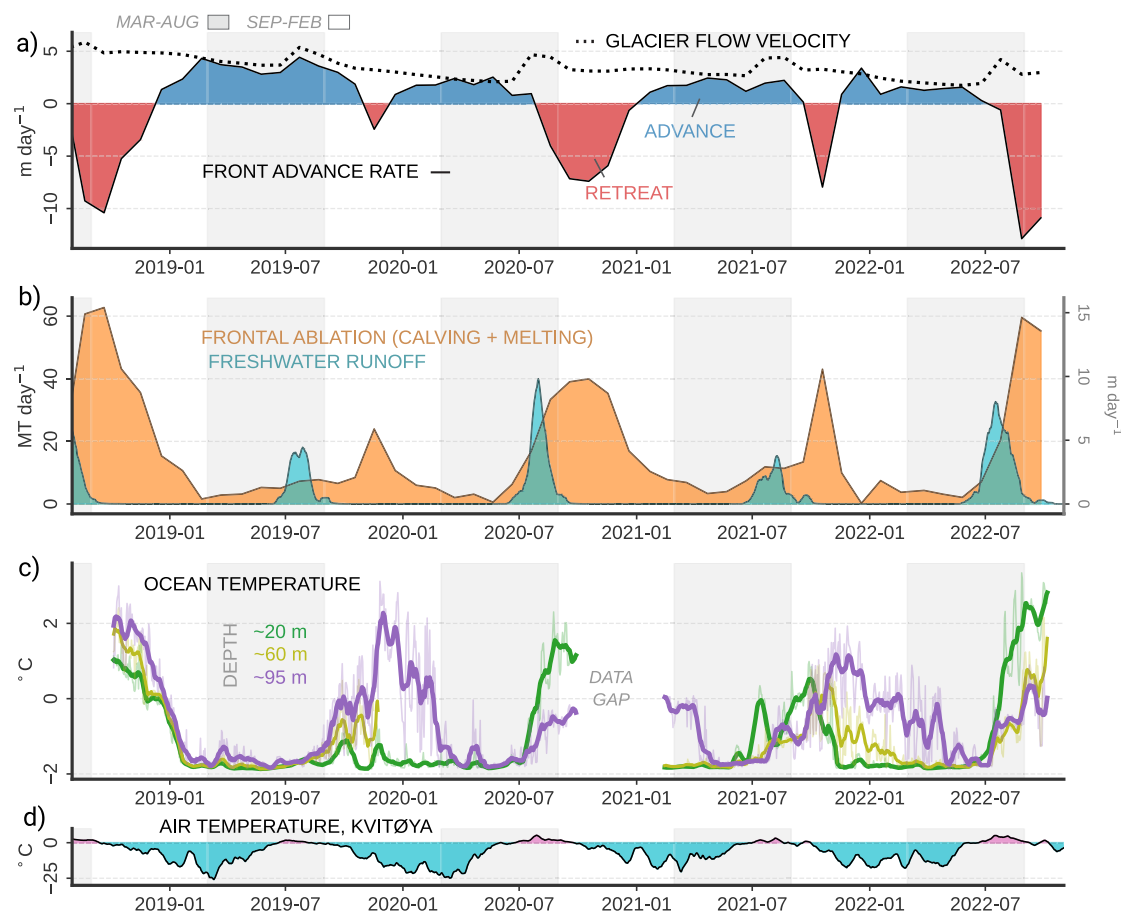 MAR-AUG SEP-FEB
a)
GLACIER FLOW VELOCITY
5
0
−5
−10
m day⁻¹
ADVANCE
FRONT ADVANCE RATE
RETREAT
2019-01 2019-07 2020-01 2020-07 2021-01 2021-07 2022-01 2022-07
b)
60
40
20
0
MT day⁻¹
FRONTAL ABLATION (CALVING + MELTING)
FRESHWATER RUNOFF
15
10
5
0
m day⁻¹
2019-01 2019-07 2020-01 2020-07 2021-01 2021-07 2022-01 2022-07
c)
OCEAN TEMPERATURE
2
0
−2
°C
DEPTH
~20 m
~60 m
~95 m
DATA
GAP
2019-01 2019-07 2020-01 2020-07 2021-01 2021-07 2022-01 2022-07
d)
AIR TEMPERATURE, KVITØYA
0
−25
°C
2019-01 2019-07 2020-01 2020-07 2021-01 2021-07 2022-01 2022-07